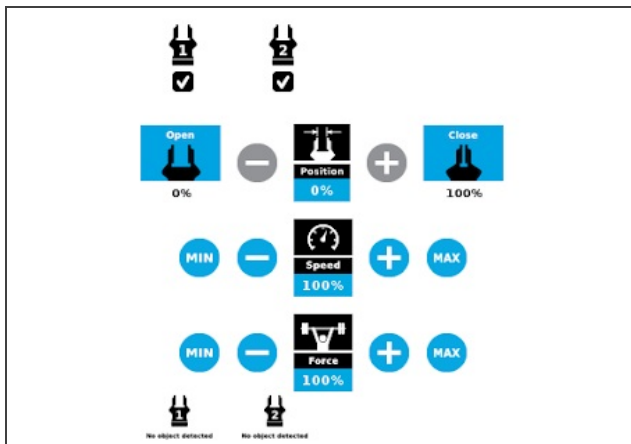 1 2
Open Close
Position
0% 0% 100%
MIN Speed MAX
100%
MIN Force MAX
100%
1 2
No object detected No object detected